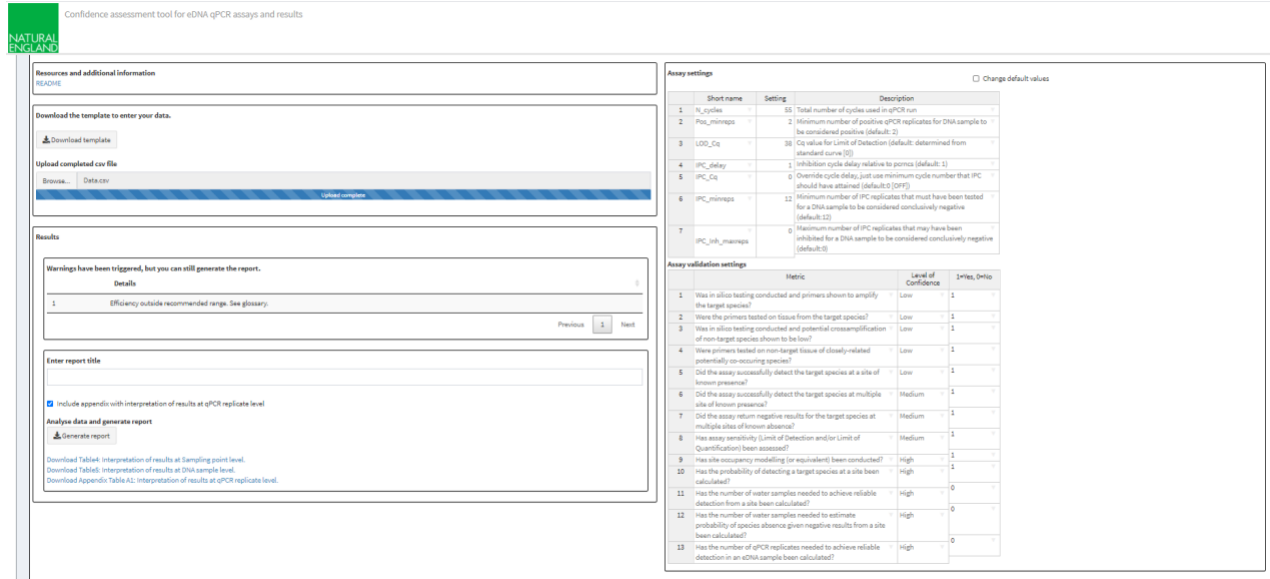 Confidence assessment tool for eDNA qPCR assays and results
NATURAL
ENGLAND
Resources and additional information
README
Download the template to enter your data.
Download template
Upload completed csv file
Browse... Data.csv
Upload complete
Results
Warnings have been triggered, but you can still generate the report.
Details
1 Efficiency outside recommended range. See glossary.
Previous 1 Next
Enter report title
Include appendix with interpretation of results at qPCR replicate level
Analyse data and generate report
Generate report
Download Table4: Interpretation of results at Sampling point level.
Download Table5: Interpretation of results at DNA sample level.
Download Appendix Table A1: Interpretation of results at qPCR replicate level.
Assay settings
Change default values
Short name Setting Description
1 N_cycles 55 Total number of cycles used in qPCR run
2 Pos_minreps 2 Minimum number of positive qPCR replicates for DNA sample to
be considered positive (default: 2)
3 LOD_Cq 38 Cq value for Limit of Detection (default: determined from
standard curve [0])
4 IPC_delay 1 Inhibition cycle delay relative to pcrncs (default: 1)
5 IPC_Cq 0 Override cycle delay, just use minimum cycle number that IPC
should have attained (default:0 [OFF])
6 IPC_minreps 12 Minimum number of IPC replicates that must have been tested
for a DNA sample to be considered conclusively negative
(default:12)
7 IPC_inh_maxreps 0 Maximum number of IPC replicates that may have been
inhibited for a DNA sample to be considered conclusively negative
(default:0)
Assay validation settings
Metric Level of
Confidence 1=Yes, 0=No
1 Was in silico testing conducted and primers shown to amplify
the target species? Low 1
2 Were the primers tested on tissue from the target species? Low 1
3 Was in silico testing conducted and potential crossamplification
of non-target species shown to be low? Low 1
4 Were primers tested on non-target tissue of closely-related
potentially co-occuring species? Low 1
5 Did the assay successfully detect the target species at a site of
known presence? Low 1
6 Did the assay successfully detect the target species at multiple
site of known presence? Medium 1
7 Did the assay return negative results for the target species at
multiple sites of known absence? Medium 1
8 Has assay sensitivity (Limit of Detection and/or Limit of
Quantification) been assessed? Medium 1
9 Has site occupancy modelling (or equivalent) been conducted? High 1
10 Has the probability of detecting a target species at a site been
calculated? High 1
11 Has the number of water samples needed to achieve reliable
detection from a site been calculated? High 0
12 Has the number of water samples needed to estimate
probability of species absence given negative results from a site
been calculated? High 0
13 Has the number of qPCR replicates needed to achieve reliable
detection in an eDNA sample been calculated? High 0